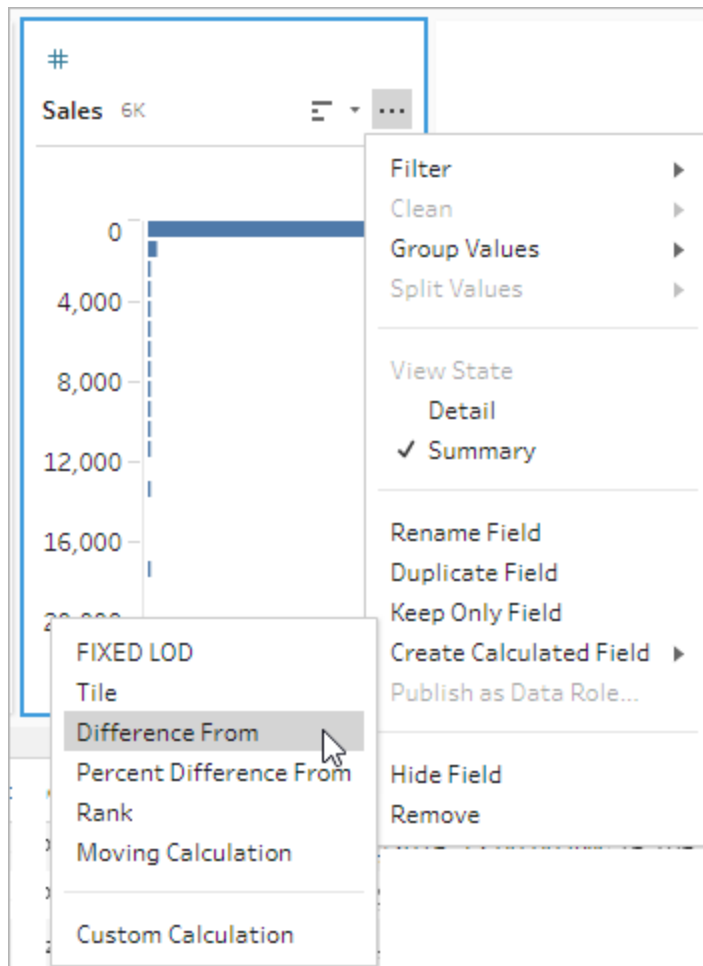 #
Sales 6K
0
4,000
8,000
12,000
16,000
Filter
Clean
Group Values
Split Values
View State
Detail
✓ Summary
Rename Field
Duplicate Field
Keep Only Field
Create Calculated Field
Publish as Data Role...
Hide Field
Remove
FIXED LOD
Tile
Difference From
Percent Difference From
Rank
Moving Calculation
Custom Calculation